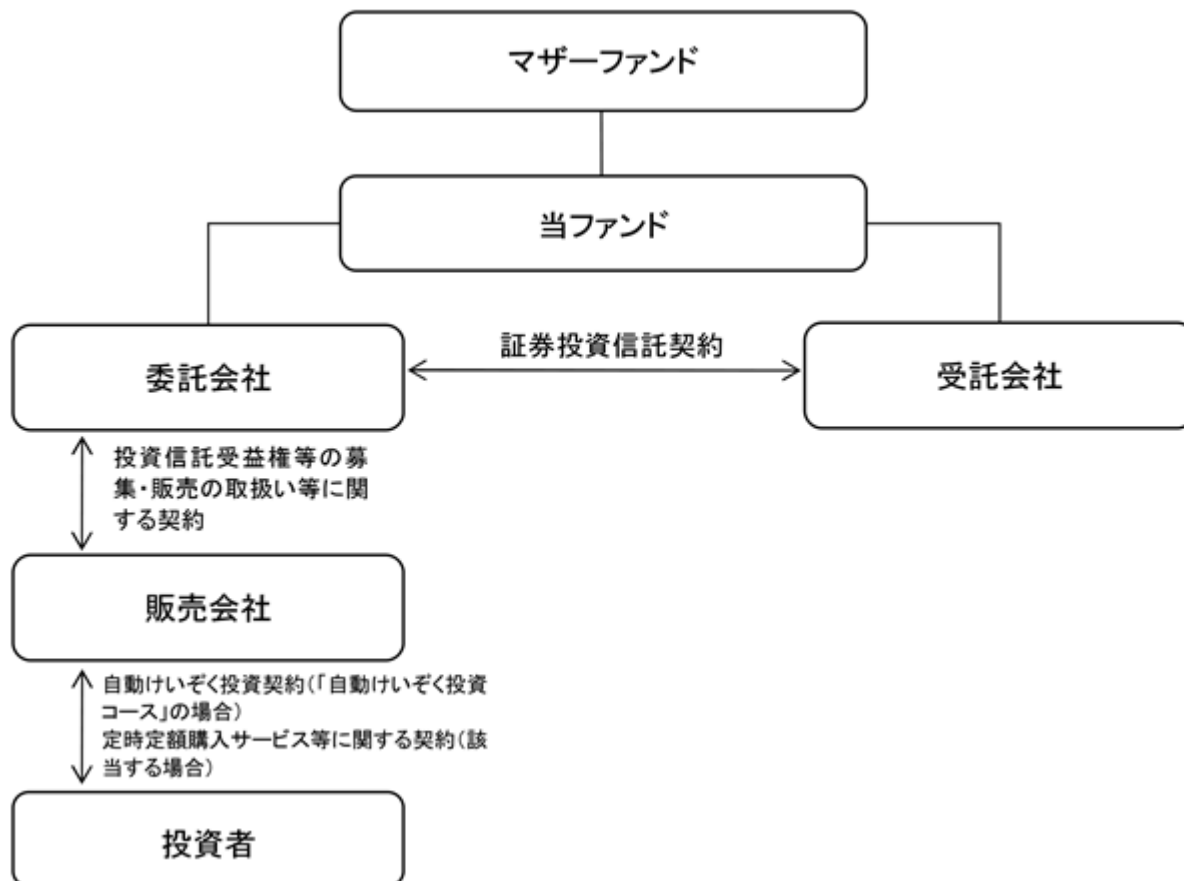 マザーファンド
当ファンド
委託会社
証券投資信託契約
受託会社
投資信託受益権等の募
集・販売の取扱い等に関
する契約
販売会社
自動けいぞく投資契約(「自動けいぞく投資
コース」の場合)
定時定額購入サービス等に関する契約(該
当する場合)
投資者